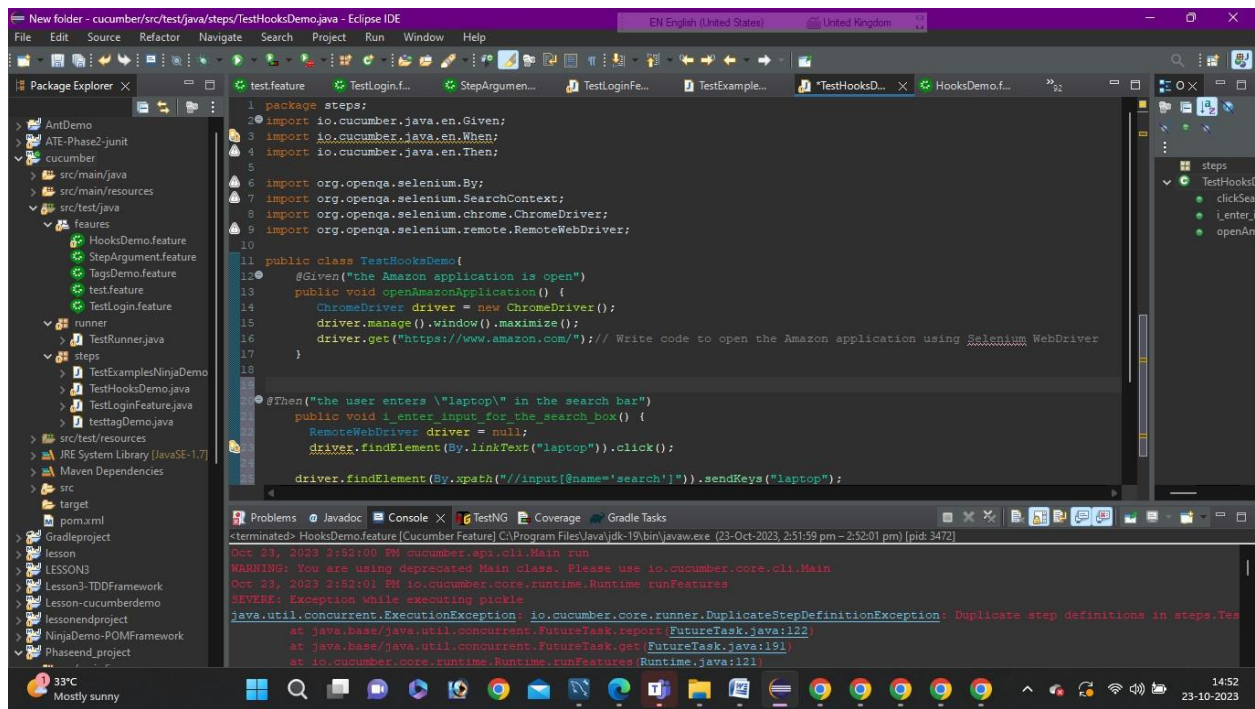 New folder - cucumber/src/test/java/steps/TestHooksDemo.java - Eclipse IDE
EN English (United States)
United Kingdom
File Edit Source Refactor Navigate Search Project Run Window Help
Package Explorer
AntDemo
ATE-Phase2-junit
cucumber
src/main/java
src/main/resources
src/test/java
feaures
HooksDemo.feature
StepArgument.feature
TagsDemo.feature
test.feature
TestLogin.feature
runner
TestRunner.java
steps
TestExamplesNinjaDemo
TestHooksDemo.java
TestLoginFeature.java
testtagDemo.java
src/test/resources
JRE System Library [JavaSE-1.7]
Maven Dependencies
src
target
pom.xml
Gradleproject
lesson
LESSON3
Lesson3-TDDFramework
Lesson-cucumberdemo
lessonendproject
NinjaDemo-POMFramework
Phaseend_project
test.feature TestLogin.f... StepArgumen... TestLoginFe... TestExample... *TestHooksD... HooksDemo.f... »92
1 package steps;
2 import io.cucumber.java.en.Given;
3 import io.cucumber.java.en.When;
4 import io.cucumber.java.en.Then;
5
6 import org.openqa.selenium.By;
7 import org.openqa.selenium.SearchContext;
8 import org.openqa.selenium.chrome.ChromeDriver;
9 import org.openqa.selenium.remote.RemoteWebDriver;
10
11 public class TestHooksDemo{
12 @Given("the Amazon application is open")
13 public void openAmazonApplication() {
14 ChromeDriver driver = new ChromeDriver();
15 driver.manage().window().maximize();
16 driver.get("https://www.amazon.com/");// Write code to open the Amazon application using Selenium WebDriver
17 }
18
19
20 @Then("the user enters \"laptop\" in the search bar")
21 public void i_enter_input_for_the_search_box() {
22 RemoteWebDriver driver = null;
23 driver.findElement(By.linkText("laptop")).click();
24
25 driver.findElement(By.xpath("//input[@name='search']")).sendKeys("laptop");
steps
TestHooksD
clickSea
i_enter_i
openAm
Problems Javadoc Console TestNG Coverage Gradle Tasks
<terminated> HooksDemo.feature [Cucumber Feature] C:\Program Files\Java\jdk-19\bin\javaw.exe (23-Oct-2023, 2:51:59 pm – 2:52:01 pm) [pid: 3472]
Oct 23, 2023 2:52:00 PM cucumber.api.cli.Main run
WARNING: You are using deprecated Main class. Please use io.cucumber.core.cli.Main
Oct 23, 2023 2:52:01 PM io.cucumber.core.runtime.Runtime runFeatures
SEVERE: Exception while executing pickle
java.util.concurrent.ExecutionException: io.cucumber.core.runner.DuplicateStepDefinitionException: Duplicate step definitions in steps.Tes
at java.base/java.util.concurrent.FutureTask.report(FutureTask.java:122)
at java.base/java.util.concurrent.FutureTask.get(FutureTask.java:191)
at io.cucumber.core.runtime.Runtime.runFeatures(Runtime.java:121)
33°C
Mostly sunny
14:52
23-10-2023